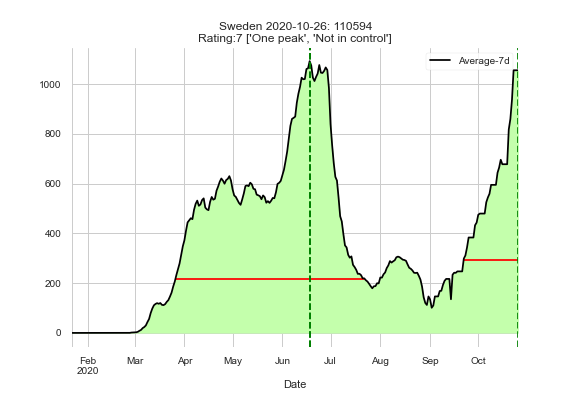 Sweden 2020-10-26: 110594
Rating:7 ['One peak', 'Not in control']
Average-7d
1000
800
600
400
200
0
Feb Mar Apr May Jun Jul Aug Sep Oct
2020
Date